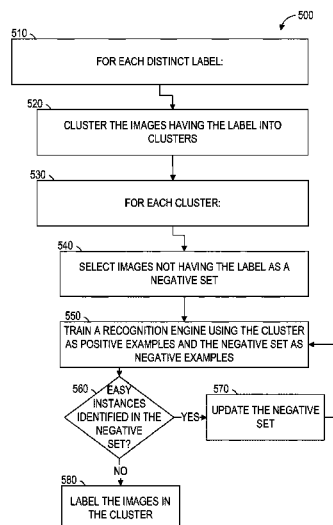 500
510
FOR EACH DISTINCT LABEL:
520
CLUSTER THE IMAGES HAVING THE LABEL INTO
CLUSTERS
530
FOR EACH CLUSTER:
540
SELECT IMAGES NOT HAVING THE LABEL AS A
NEGATIVE SET
550
TRAIN A RECOGNITION ENGINE USING THE CLUSTER
AS POSITIVE EXAMPLES AND THE NEGATIVE SET AS
NEGATIVE EXAMPLES
560
EASY
INSTANCES
IDENTIFIED IN THE
NEGATIVE
SET?
YES
570
UPDATE THE NEGATIVE
SET
NO
580
LABEL THE IMAGES IN
THE CLUSTER